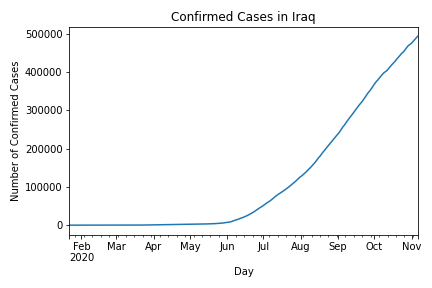 Confirmed Cases in Iraq
500000
400000
300000
200000
100000
0
Number of Confirmed Cases
Feb Mar Apr May Jun Jul Aug Sep Oct Nov
2020
Day